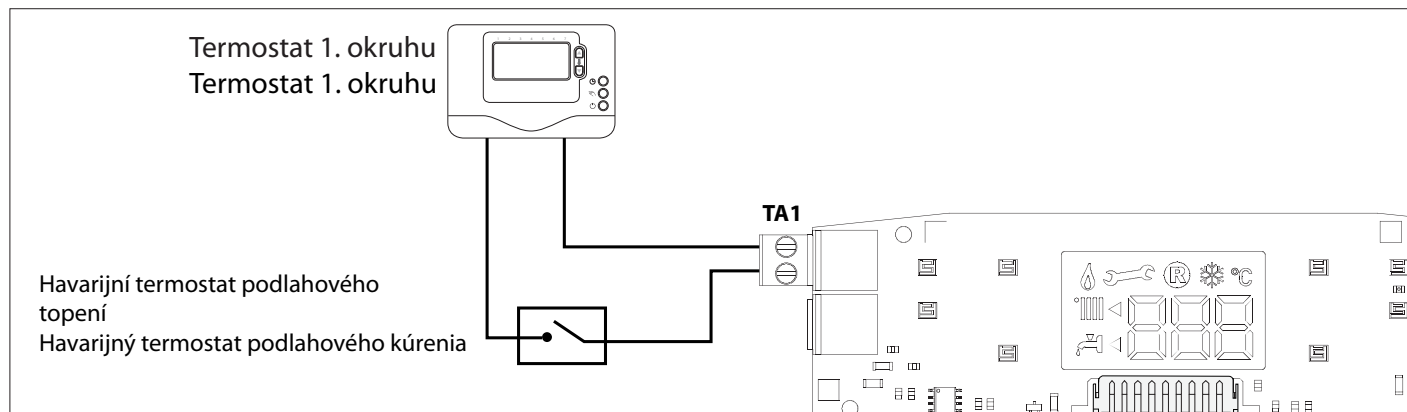 Termostat 1. okruhu
Termostat 1. okruhu
TA1
Havarijní termostat podlahového
topení
Havarijný termostat podlahového kúrenia
R
°C